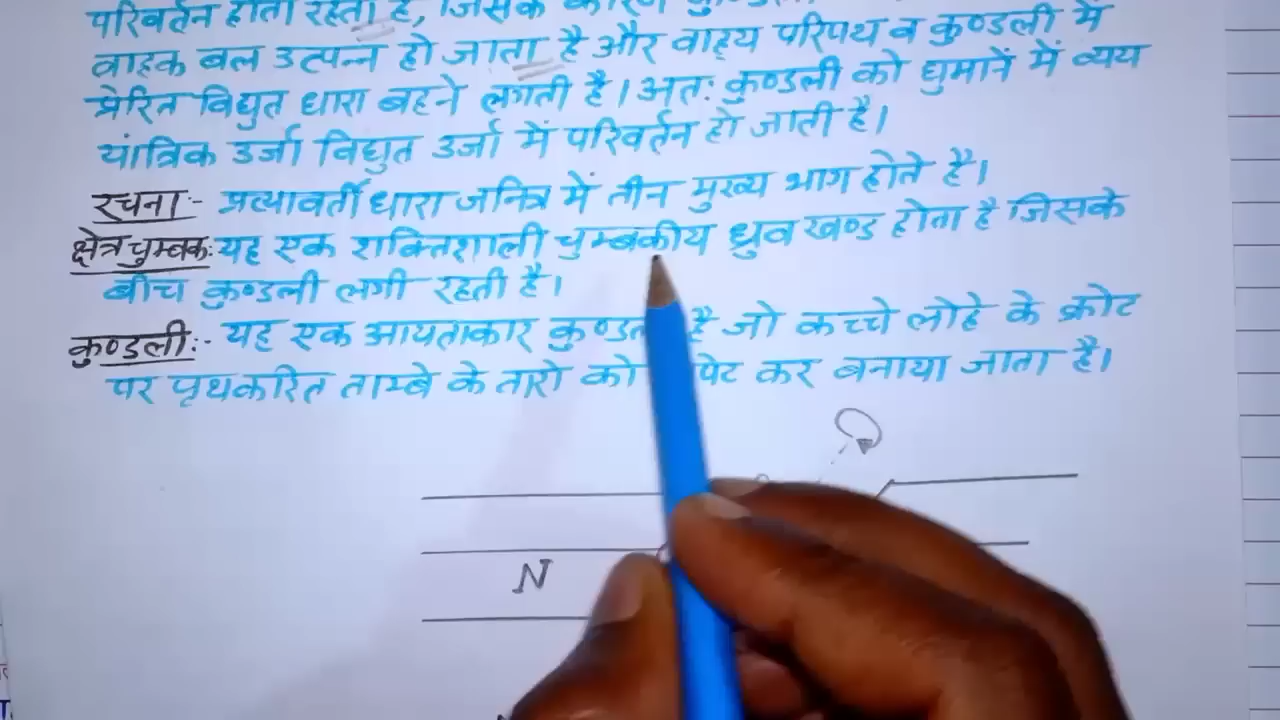 परिवर्तन होता रहता है, जिसके कारण
वाहक बल उत्पन्न हो जाता है और वाह्य परिपथ व कुण्डली में
प्रेरित विद्युत धारा बहने लगती है। अतः कुण्डली को घुमानें में व्यय
यांत्रिक उर्जा विद्युत उर्जा में परिवर्तन हो जाती है।
रचना:- प्रत्यावर्ती धारा जनित्र में तीन मुख्य भाग होते है।
क्षेत्र चुम्बक: यह एक शक्तिशाली चुम्बकीय ध्रुव खण्ड होता है जिसके
बीच कुण्डली लगी रहती है।
कुण्डली:- यह एक आयताकार है जो कच्चे लोहे के क्रोट
पर पृथकरित ताम्बे के तारो को कर बनाया जाता है।
N